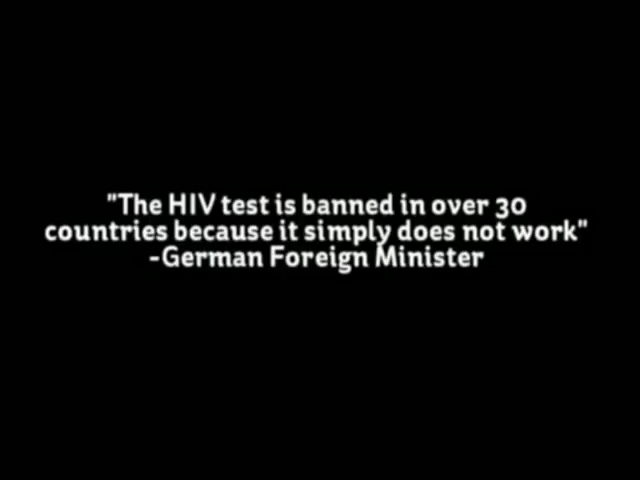 "The HIV test is banned in over 30
countries because it simply does not work"
-German Foreign Minister